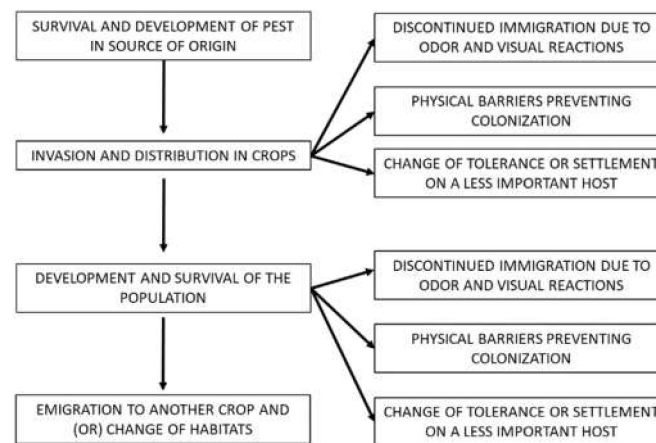 SURVIVAL AND DEVELOPMENT OF PEST
IN SOURCE OF ORIGIN
DISCONTINUED IMMIGRATION DUE TO
ODOR AND VISUAL REACTIONS
PHYSICAL BARRIERS PREVENTING
COLONIZATION
INVASION AND DISTRIBUTION IN CROPS
CHANGE OF TOLERANCE OR SETTLEMENT
ON A LESS IMPORTANT HOST
DEVELOPMENT AND SURVIVAL OF THE
POPULATION
DISCONTINUED IMMIGRATION DUE TO
ODOR AND VISUAL REACTIONS
PHYSICAL BARRIERS PREVENTING
COLONIZATION
EMIGRATION TO ANOTHER CROP AND
(OR) CHANGE OF HABITATS
CHANGE OF TOLERANCE OR SETTLEMENT
ON A LESS IMPORTANT HOST